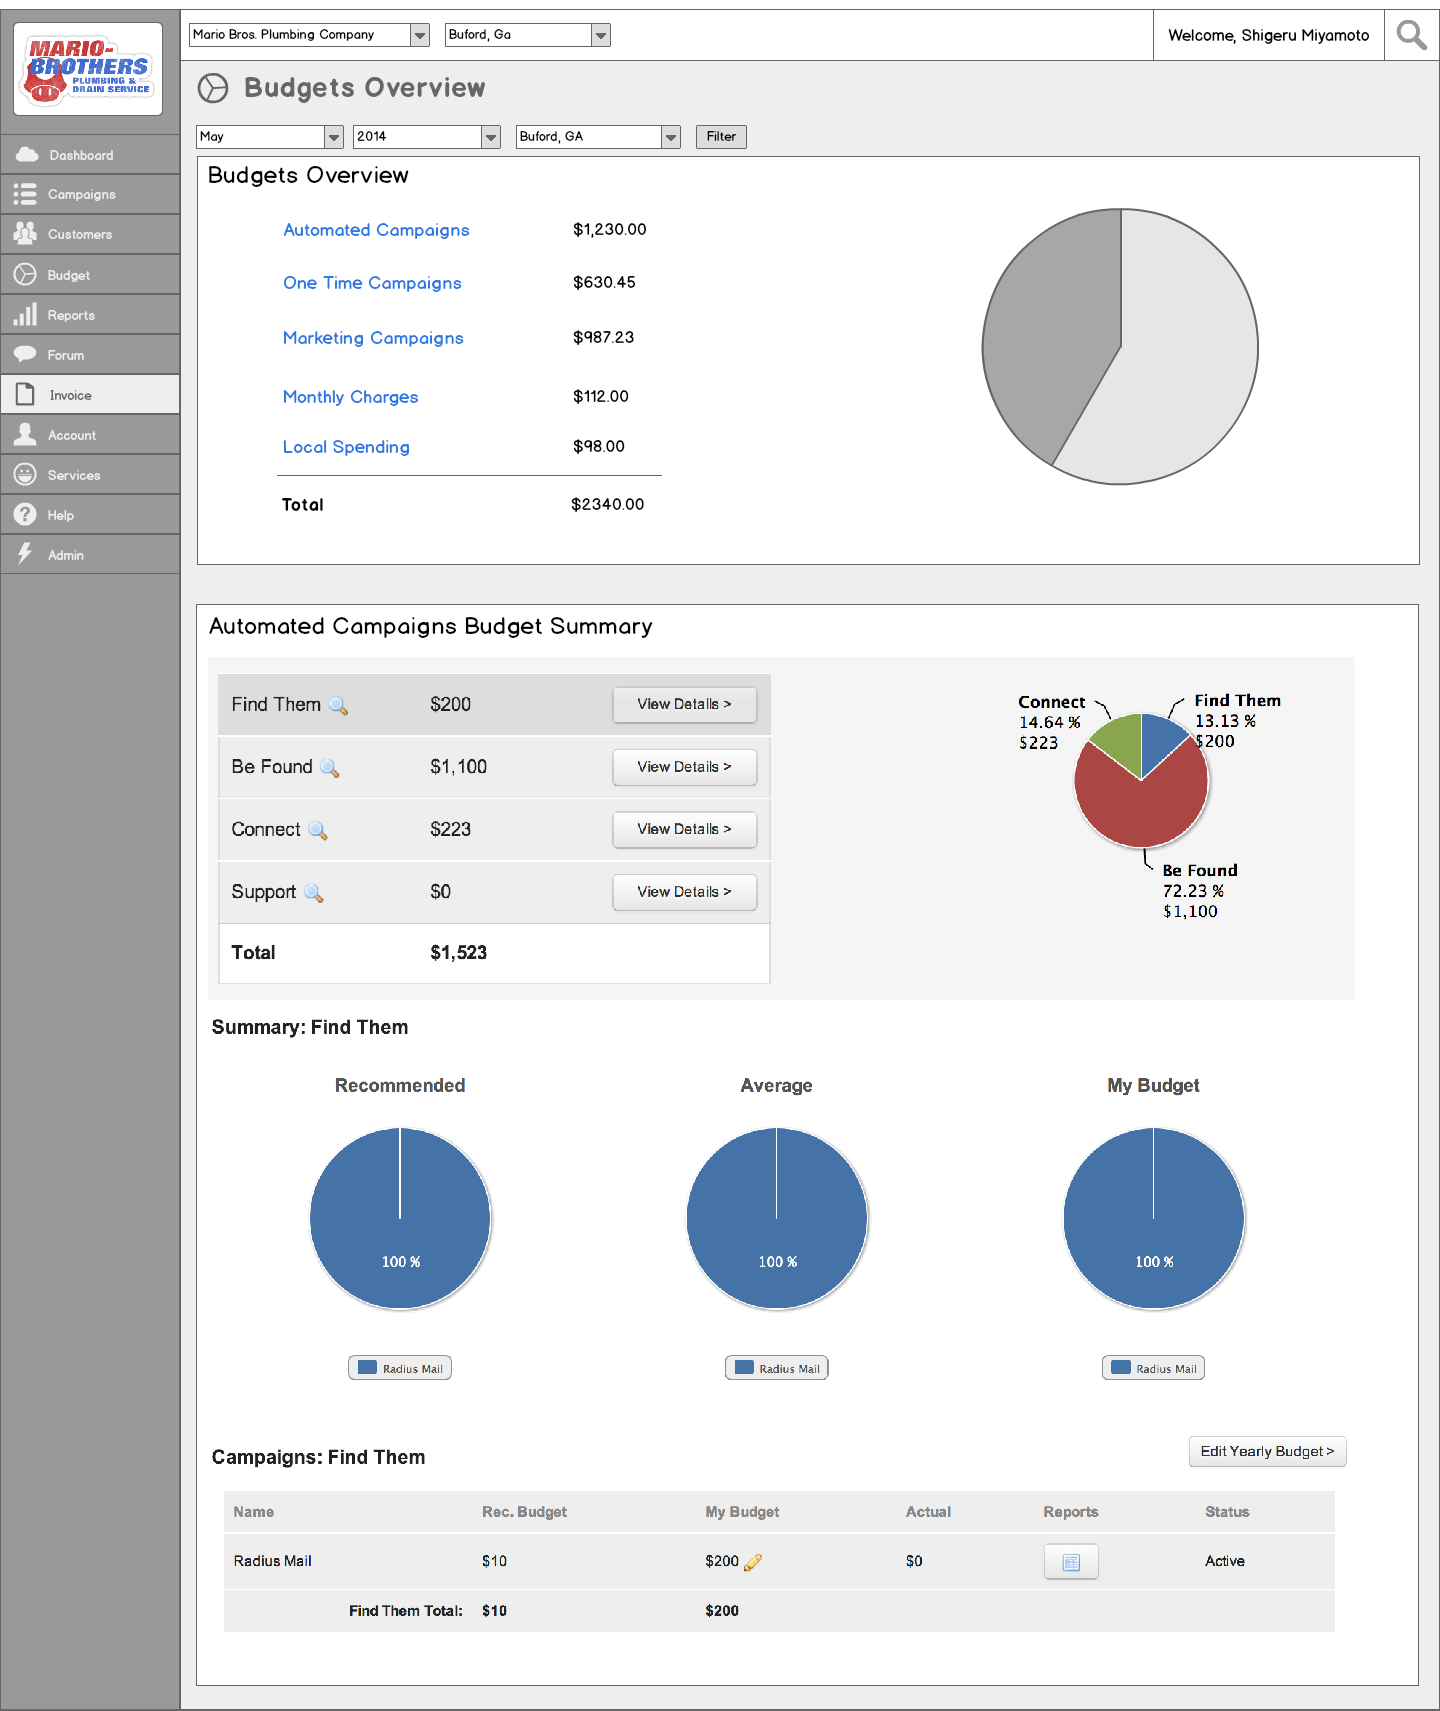 MARIO-
BROTHERS
PLUMBING &
DRAIN SERVICE
Mario Bros. Plumbing Company
Buford, Ga
Welcome, Shigeru Miyamoto
Dashboard
Campaigns
Customers
Budget
Reports
Forum
Invoice
Account
Services
? Help
Admin
Budgets Overview
May
2014
Buford, GA
Filter
Budgets Overview
Automated Campaigns $1,230.00
One Time Campaigns $630.45
Marketing Campaigns $987.23
Monthly Charges $112.00
Local Spending $98.00
Total $2340.00
Automated Campaigns Budget Summary
Find Them $200 View Details >
Be Found $1,100 View Details >
Connect $223 View Details >
Support $0 View Details >
Total $1,523
Connect
14.64 %
$223
Find Them
13.13 %
$200
Be Found
72.23 %
$1,100
Summary: Find Them
Recommended
Average
My Budget
100 %
100 %
100 %
Radius Mail
Radius Mail
Radius Mail
Campaigns: Find Them
Edit Yearly Budget >
Name Rec. Budget My Budget Actual Reports Status
Radius Mail $10 $200 $0 Active
Find Them Total: $10 $200